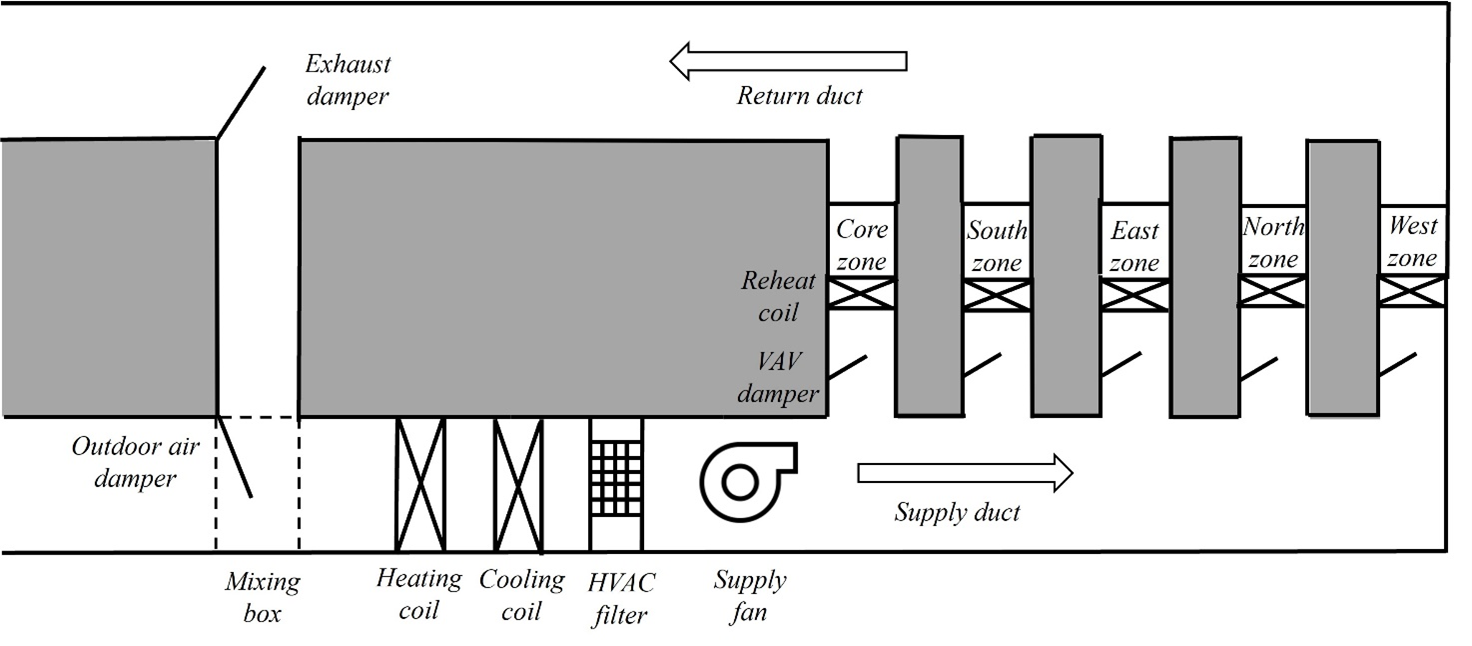 Exhaust
damper
Return duct
Core
zone
South
zone
East
zone
North
zone
West
zone
Reheat
coil
VAV
damper
Outdoor air
damper
Supply duct
Mixing
box
Heating
coil
Cooling
coil
HVAC
filter
Supply
fan